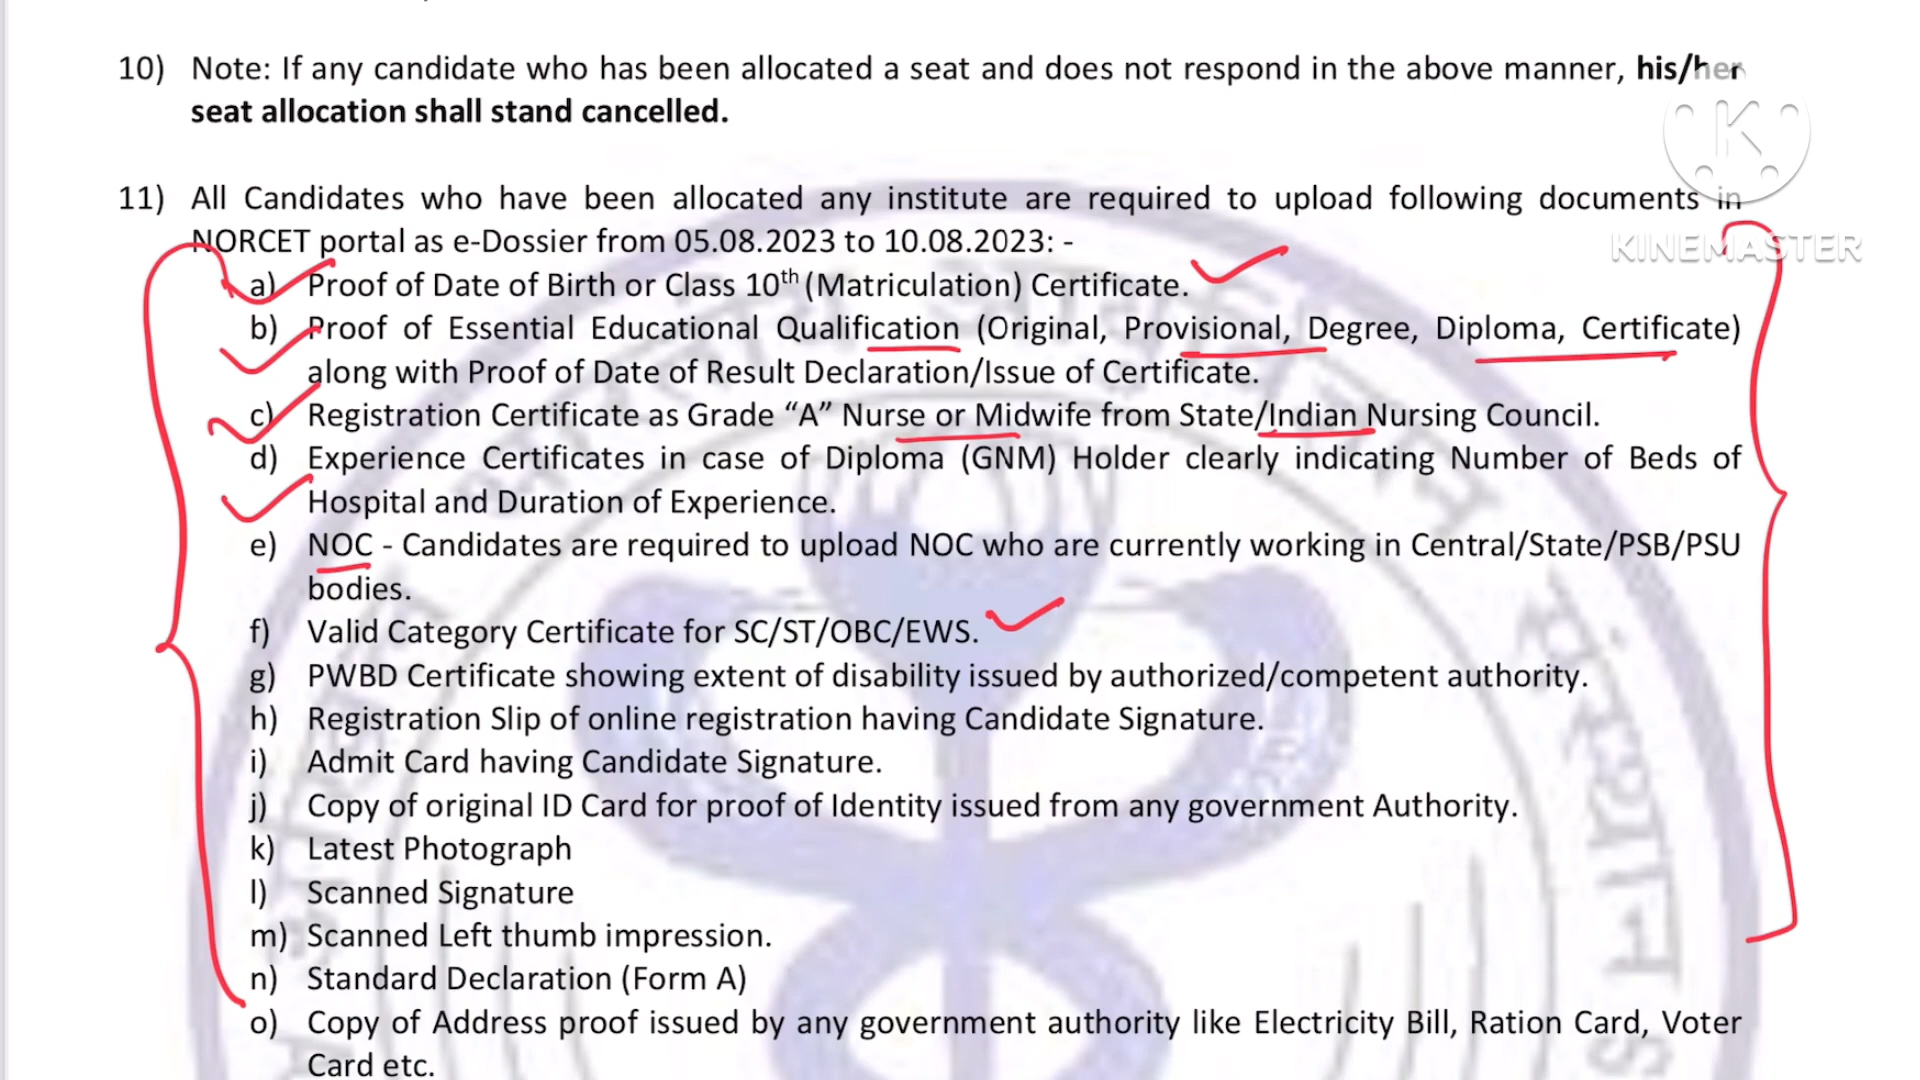 10) Note: If any candidate who has been allocated a seat and does not respond in the above manner, his/her
seat allocation shall stand cancelled.
11) All Candidates who have been allocated any institute are required to upload following documents in
NORCET portal as e-Dossier from 05.08.2023 to 10.08.2023: -
KINEMASTER
a) Proof of Date of Birth or Class 10th (Matriculation) Certificate.
b) Proof of Essential Educational Qualification (Original, Provisional, Degree, Diploma, Certificate)
along with Proof of Date of Result Declaration/Issue of Certificate.
c) Registration Certificate as Grade “A” Nurse or Midwife from State/Indian Nursing Council.
d) Experience Certificates in case of Diploma (GNM) Holder clearly indicating Number of Beds of
Hospital and Duration of Experience.
e) NOC - Candidates are required to upload NOC who are currently working in Central/State/PSB/PSU
bodies.
f) Valid Category Certificate for SC/ST/OBC/EWS.
g) PWBD Certificate showing extent of disability issued by authorized/competent authority.
h) Registration Slip of online registration having Candidate Signature.
i) Admit Card having Candidate Signature.
j) Copy of original ID Card for proof of Identity issued from any government Authority.
k) Latest Photograph
l) Scanned Signature
m) Scanned Left thumb impression.
n) Standard Declaration (Form A)
o) Copy of Address proof issued by any government authority like Electricity Bill, Ration Card, Voter
Card etc.